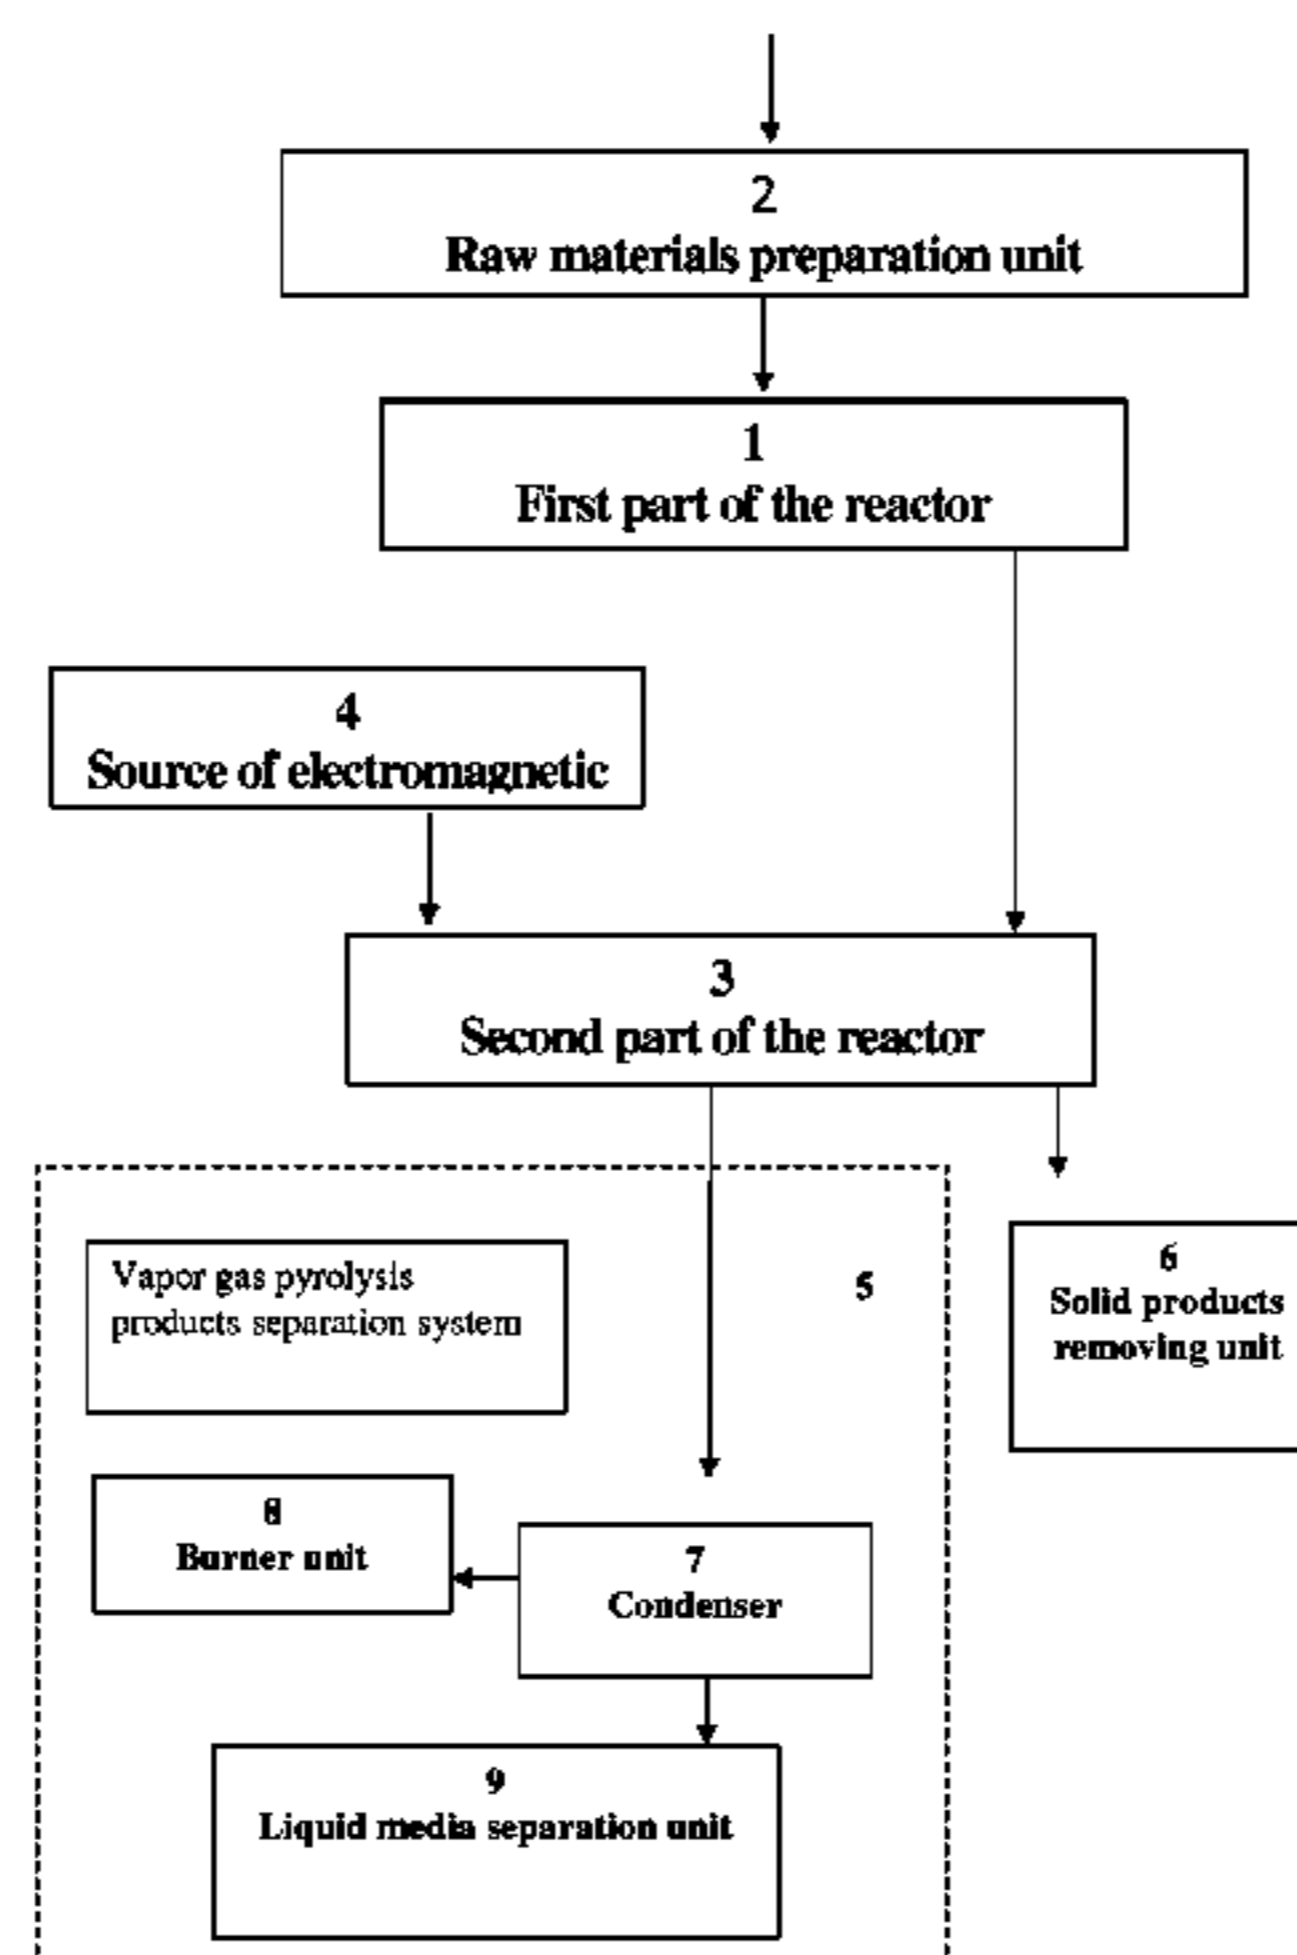 2
Raw materials preparation unit
1
First part of the reactor
4
Source of electromagnetic
3
Second part of the reactor
Vapor gas pyrolysis
products separation system
5
6
Solid products
removing unit
8
Burner unit
7
Condenser
9
Liquid media separation unit